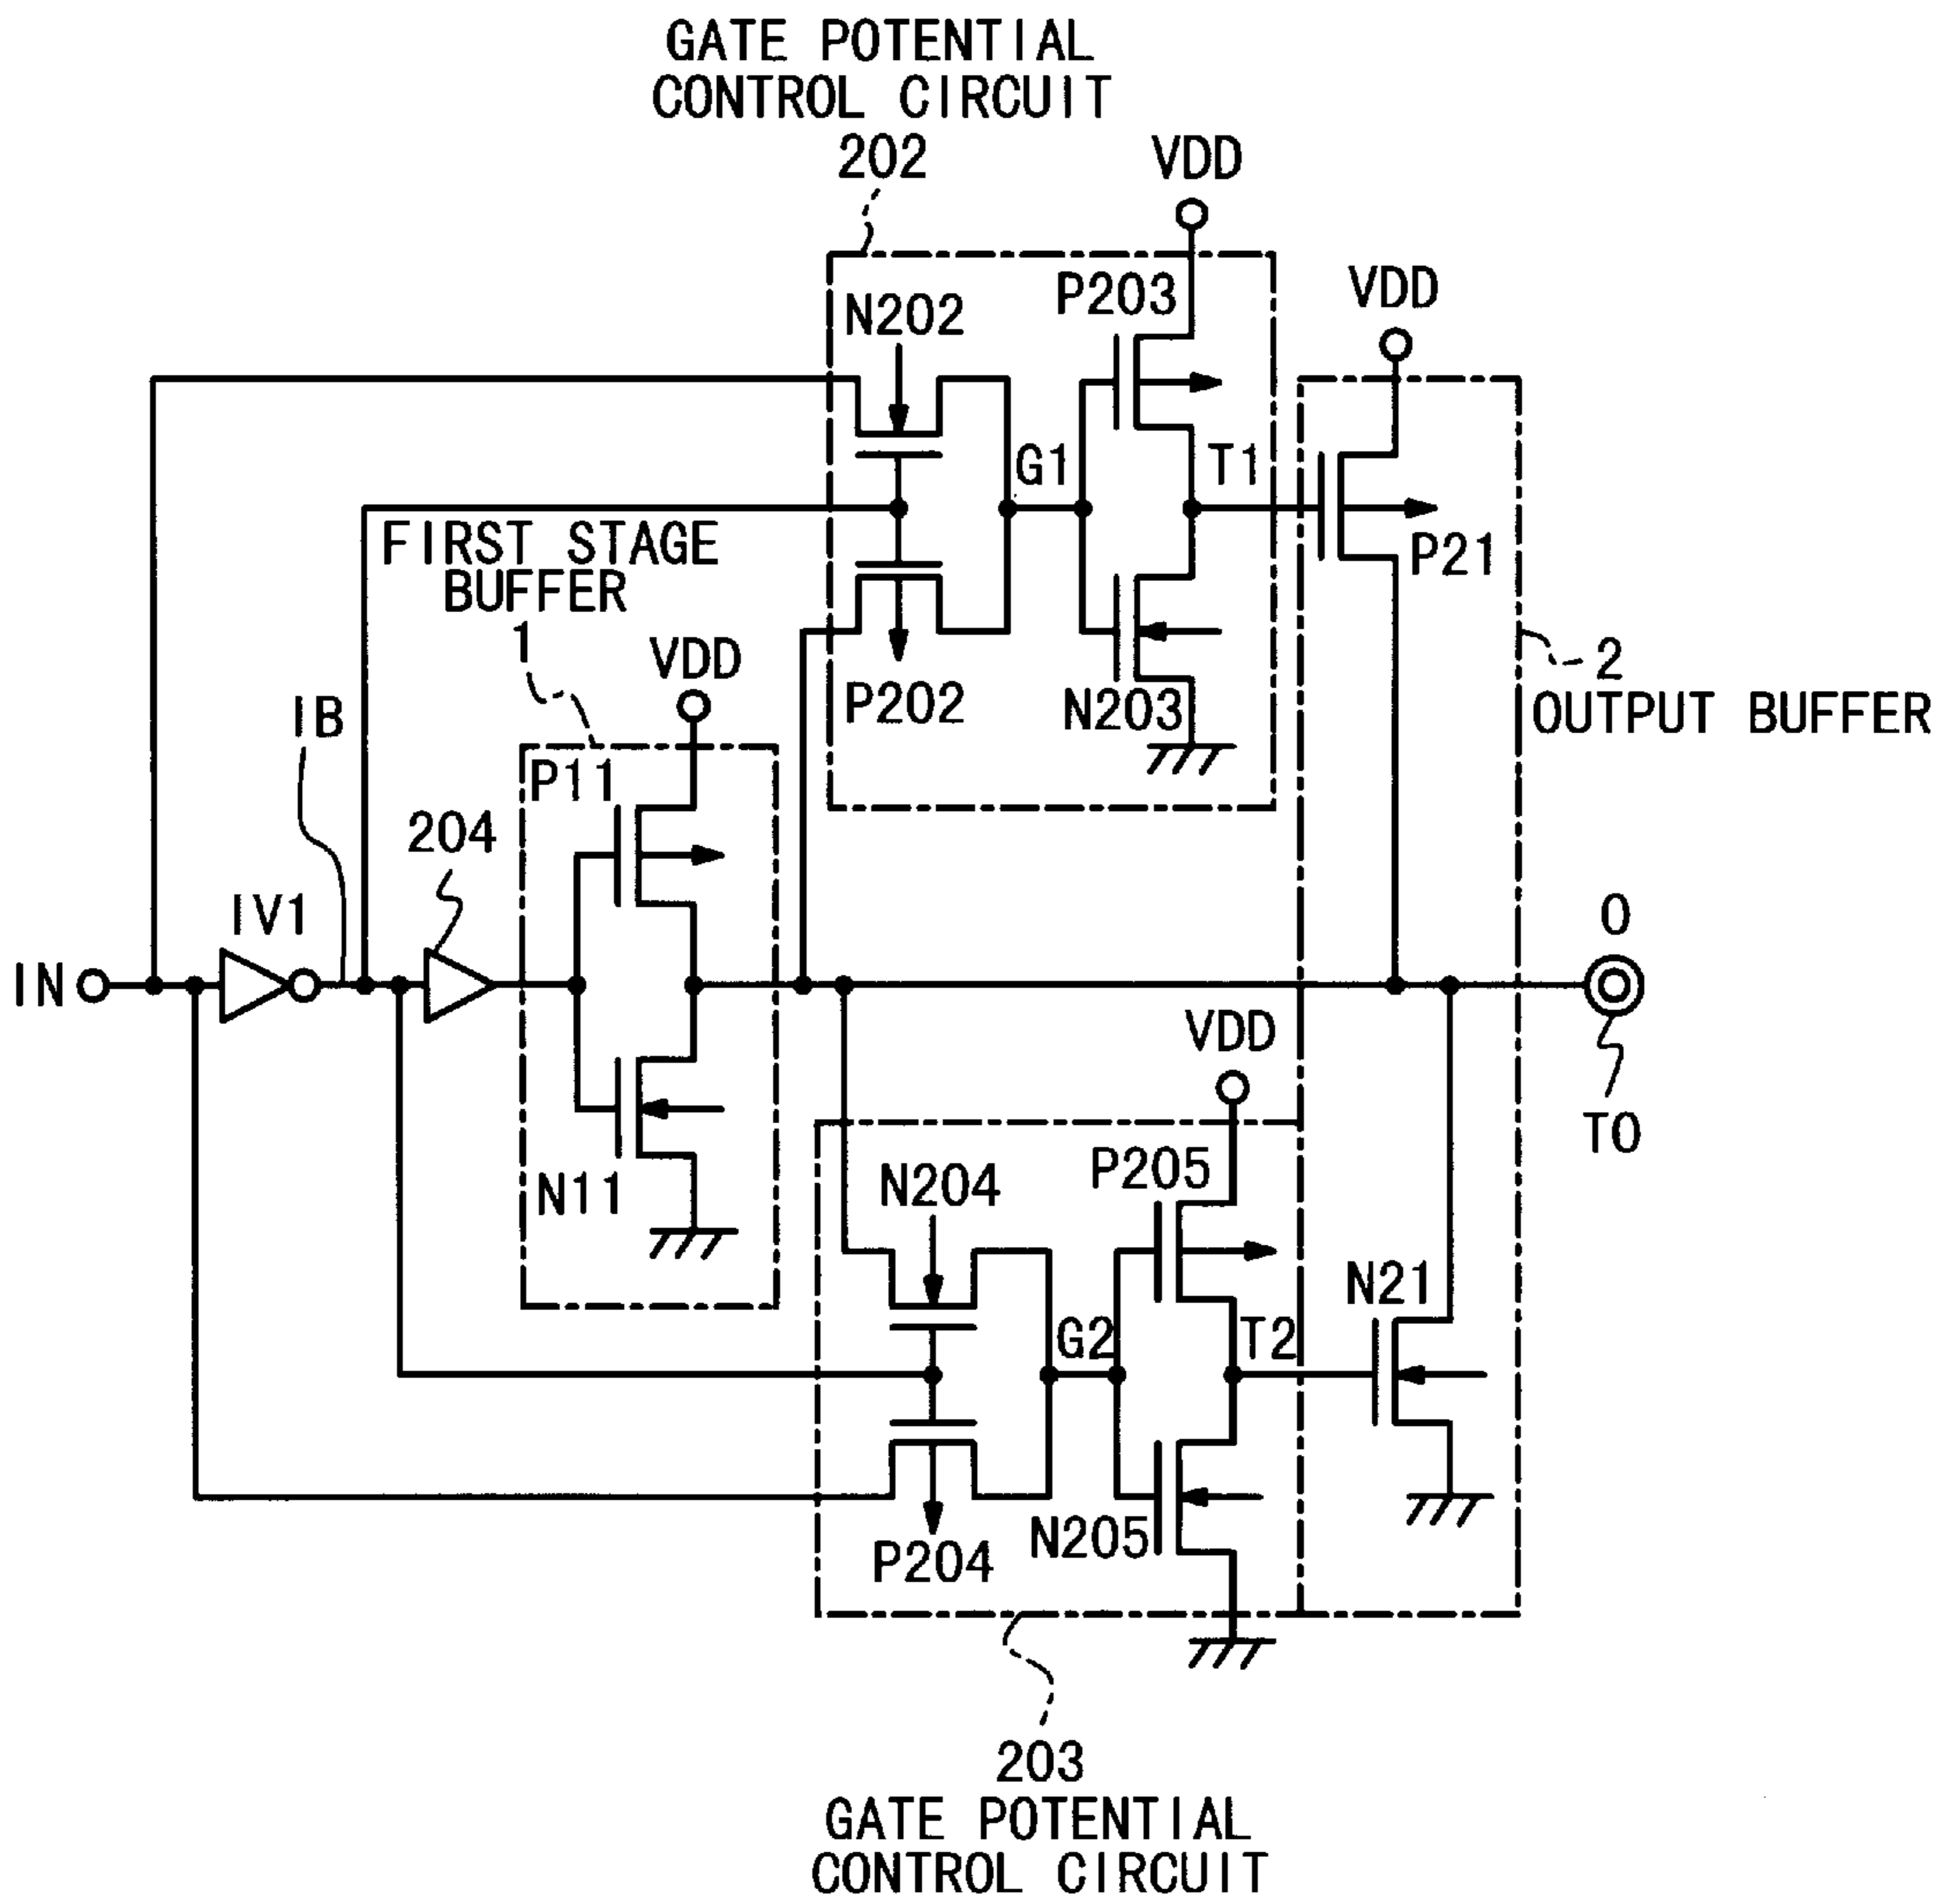 GATE POTENTIAL
CONTROL CIRCUIT
202
VDD
N202
P203
VDD
G1
T1
P21
FIRST STAGE
BUFFER
1
VDD
P202
N203
2
OUTPUT BUFFER
IB
P11
204
IV1
IN
O
VDD
TO
N11
N204
P205
N21
G2
T2
P204
N205
203
GATE POTENTIAL
CONTROL CIRCUIT